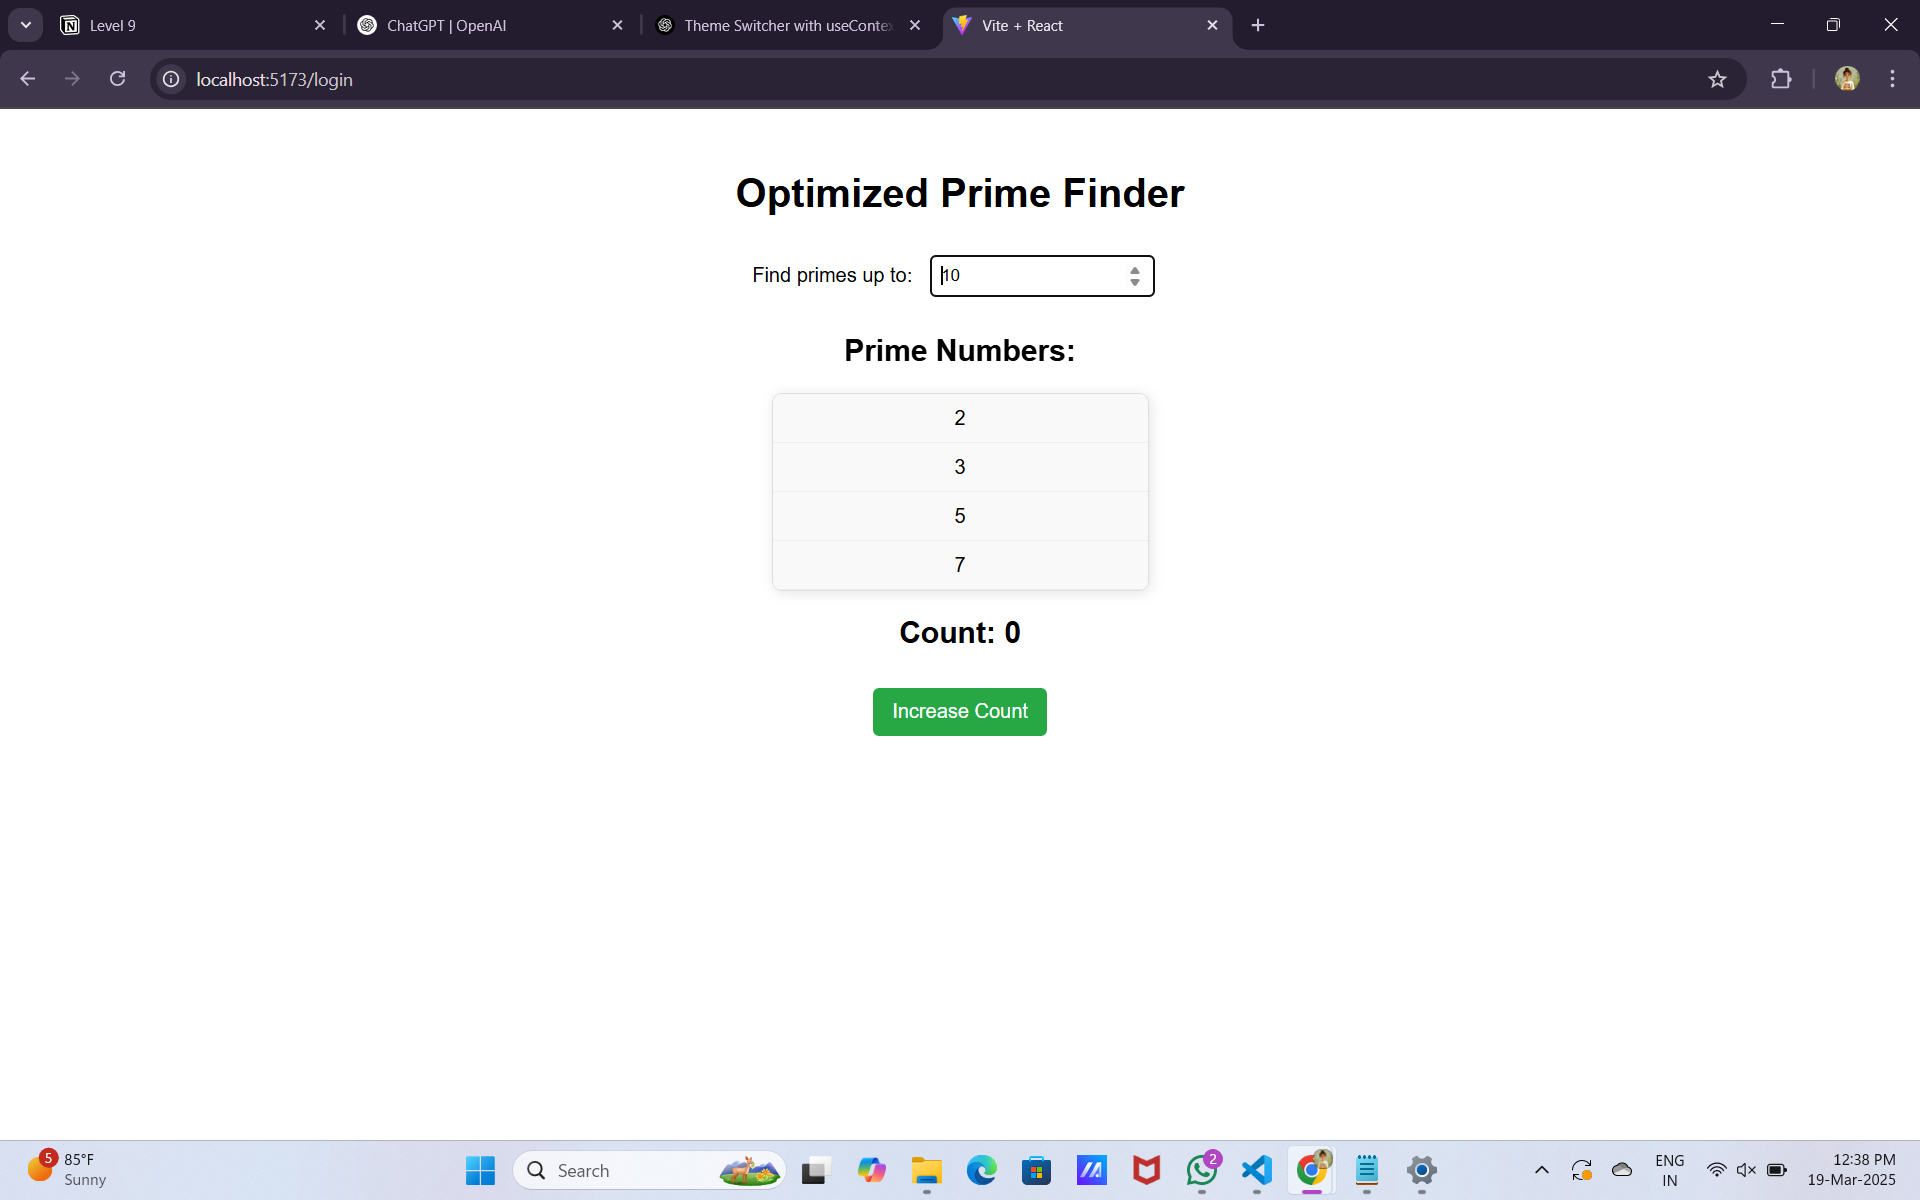 Level 9
ChatGPT | OpenAI
Theme Switcher with useContex
Vite + React
localhost:5173/login
Optimized Prime Finder
Find primes up to: 10
Prime Numbers:
2
3
5
7
Count: 0
Increase Count
5
85°F
Sunny
Search
2
ENG
IN
12:38 PM
19-Mar-2025